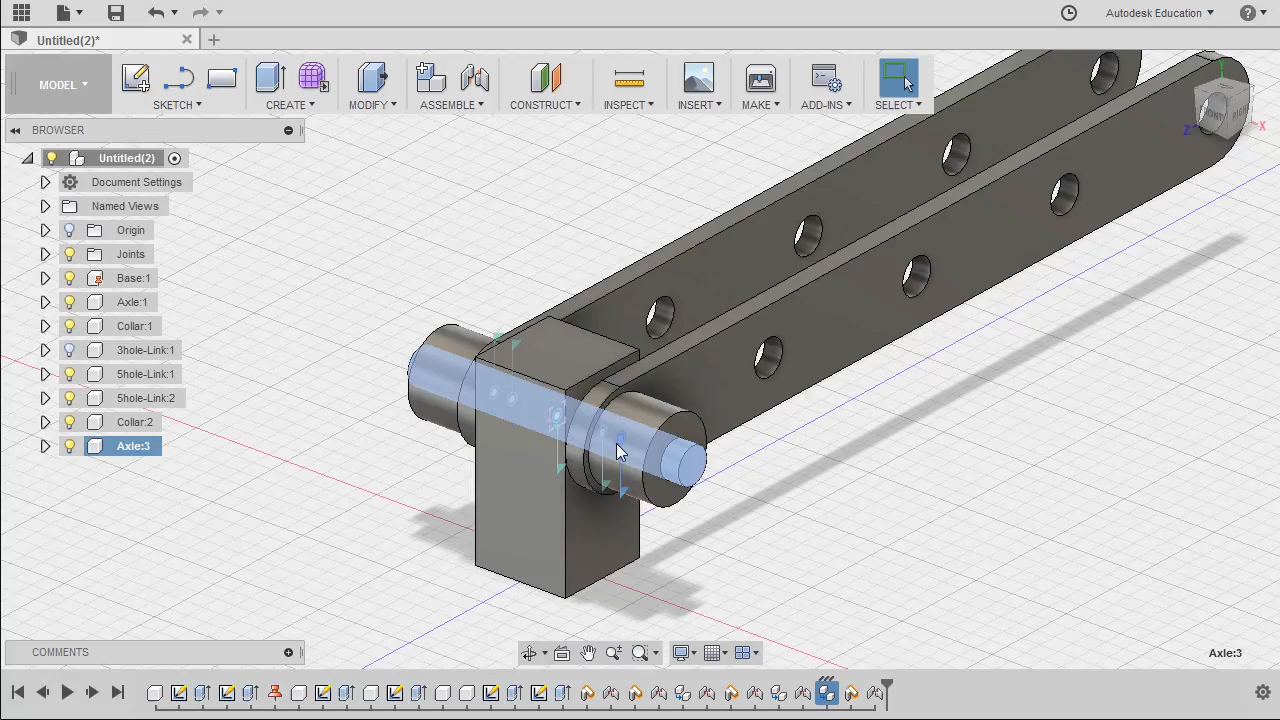 Autodesk Education
Untitled(2)*
MODEL
SKETCH
CREATE
MODIFY
ASSEMBLE
CONSTRUCT
INSPECT
INSERT
MAKE
ADD-INS
SELECT
BROWSER
Untitled(2)
Document Settings
Named Views
Origin
Joints
Base:1
Axle:1
Collar:1
3hole-Link:1
5hole-Link:1
5hole-Link:2
Collar:2
Axle:3
Y
FRONT
RIGHT
Z
X
COMMENTS
Axle:3